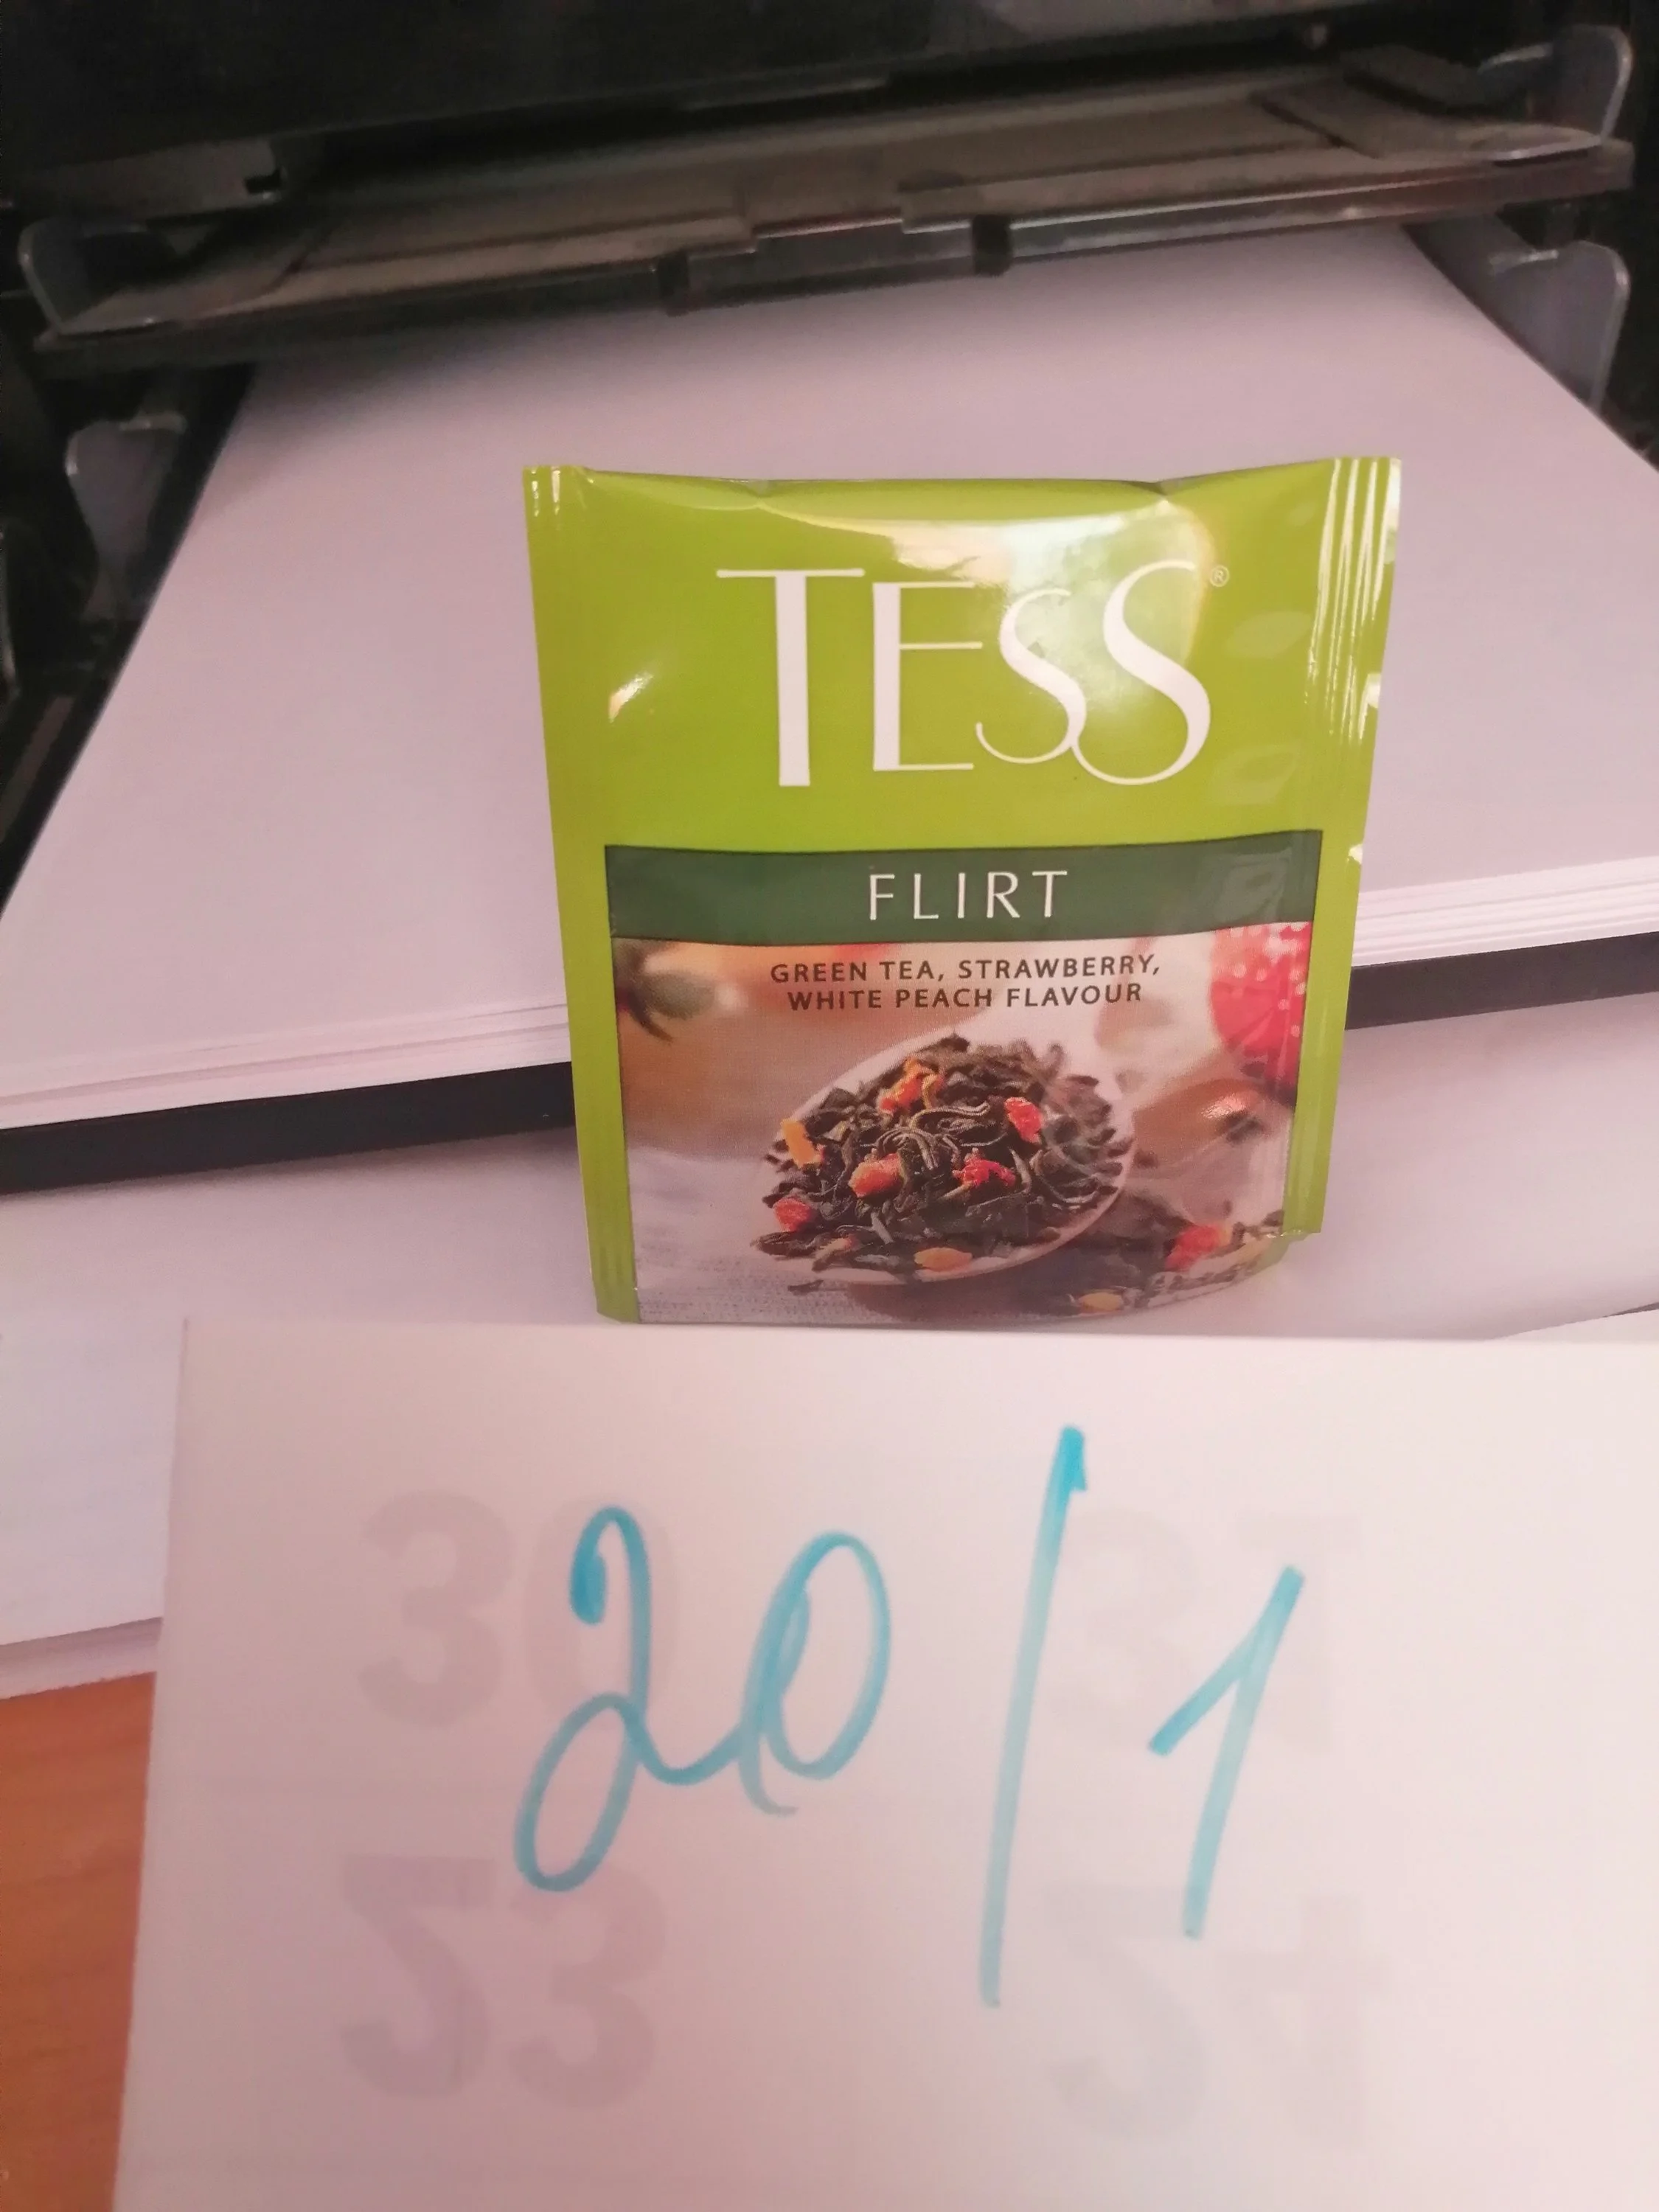 TESS®
FLIRT
GREEN TEA, STRAWBERRY,
WHITE PEACH FLAVOUR
20/1